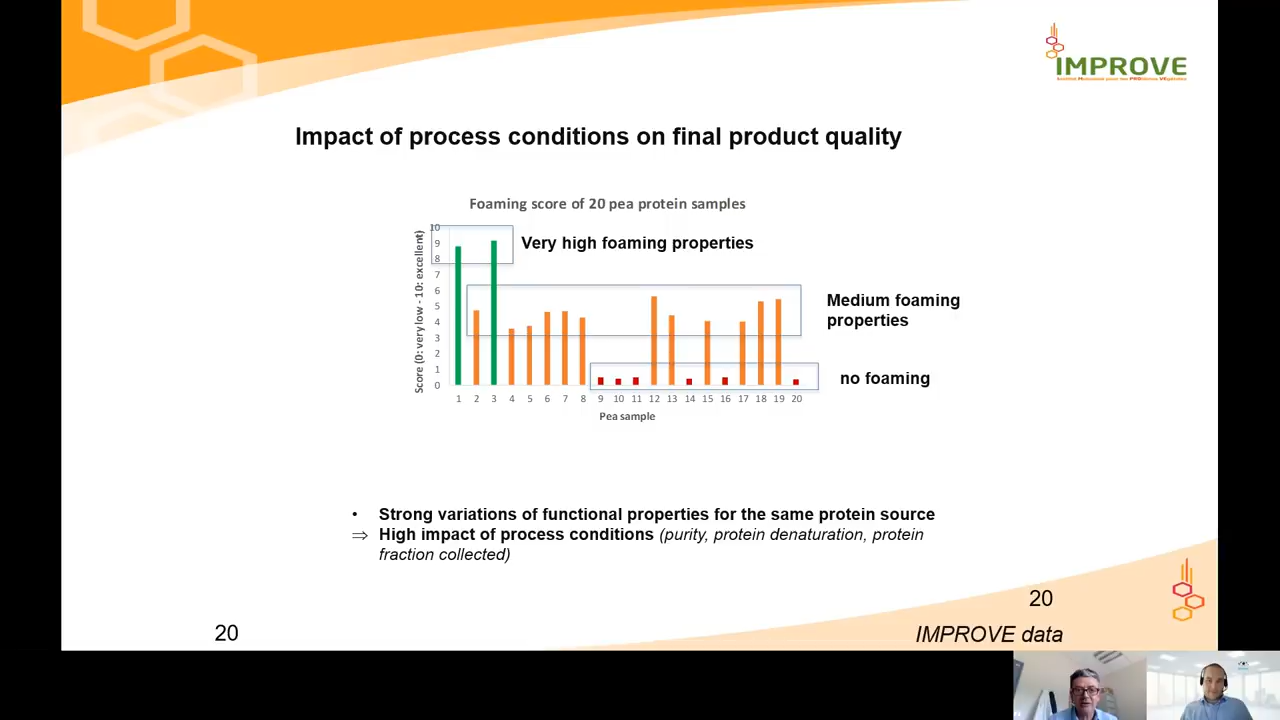 IMPROVE
Impact of process conditions on final product quality
Foaming score of 20 pea protein samples
Score (0: very low - 10: excellent)
10
9
8
7
6
5
4
3
2
1
0
Very high foaming properties
Medium foaming
properties
no foaming
1 2 3 4 5 6 7 8 9 10 11 12 13 14 15 16 17 18 19 20
Pea sample
• Strong variations of functional properties for the same protein source
⇒ High impact of process conditions (purity, protein denaturation, protein
fraction collected)
20
20
IMPROVE data